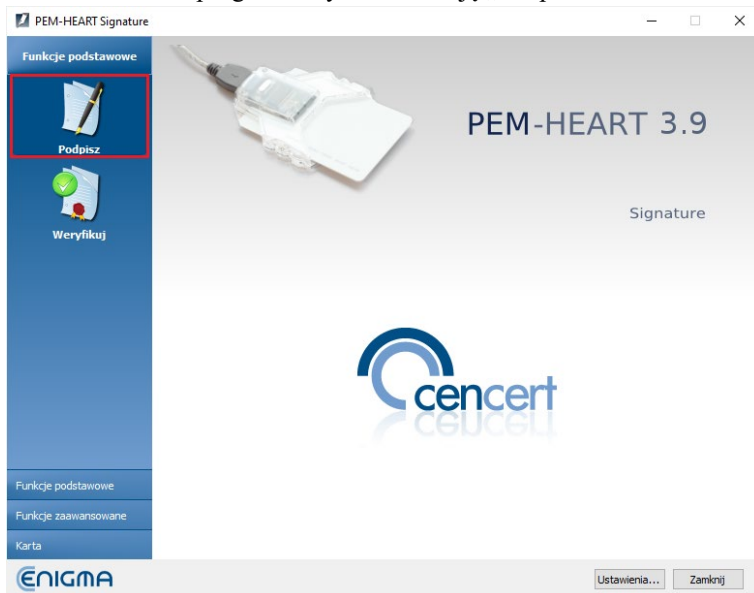 PEM-HEART Signature
Funkcje podstawowe
Podpisz
Weryfikuj
PEM-HEART 3.9
Signature
cencert
Funkcje podstawowe
Funkcje zaawansowane
Karta
ENIGMA
Ustawienia...
Zamknij